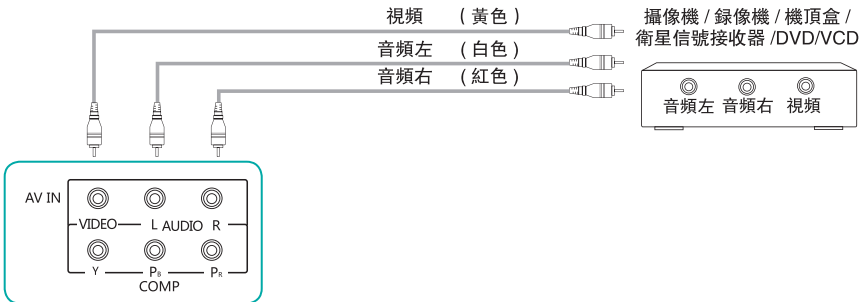 視頻 (黃色)
音頻左 (白色)
音頻右 (紅色)
攝像機 / 録像機 / 機頂盒 /
衛星信號接收器 /DVD/VCD
音頻左 音頻右 視頻
AV IN
VIDEO L AUDIO R
Y PB PR
COMP